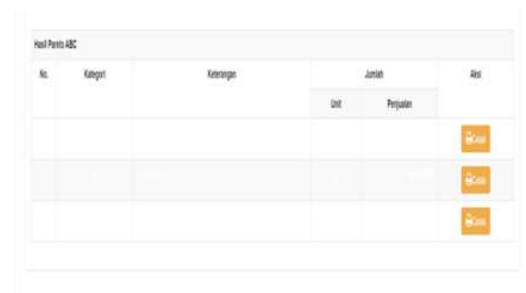 Hasil Pareto ABC
No. Kategori Keterangan Jumlah Aksi
Unit Penjualan
Cetak
Cetak
Cetak